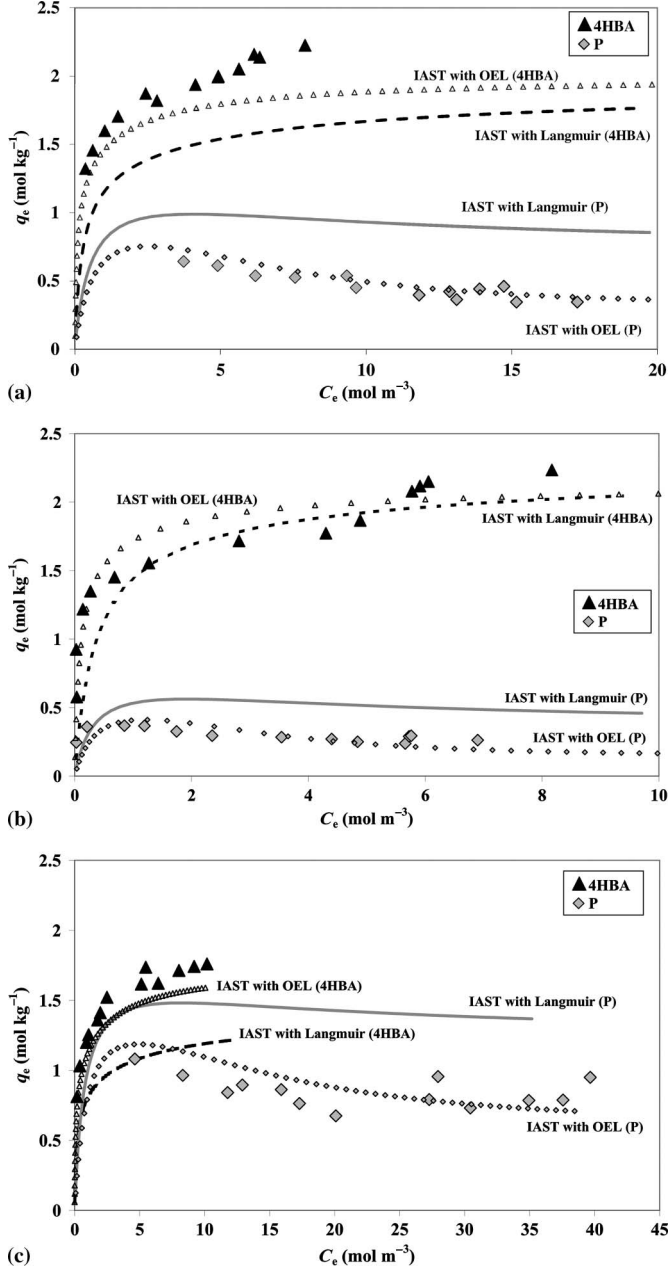 2.5
2
1.5
1
0.5
0
qe (mol kg−1)
4HBA
P
IAST with OEL (4HBA)
IAST with Langmuir (4HBA)
IAST with Langmuir (P)
IAST with OEL (P)
0 5 10 15 20
(a)
Ce (mol m−3)
2.5
2
1.5
1
0.5
0
qe (mol kg−1)
IAST with OEL (4HBA)
IAST with Langmuir (4HBA)
4HBA
P
IAST with Langmuir (P)
IAST with OEL (P)
0 2 4 6 8 10
(b)
Ce (mol m−3)
2.5
2
1.5
1
0.5
0
qe (mol kg−1)
4HBA
P
IAST with OEL (4HBA)
IAST with Langmuir (P)
IAST with Langmuir (4HBA)
IAST with OEL (P)
0 5 10 15 20 25 30 35 40 45
(c)
Ce (mol m−3)